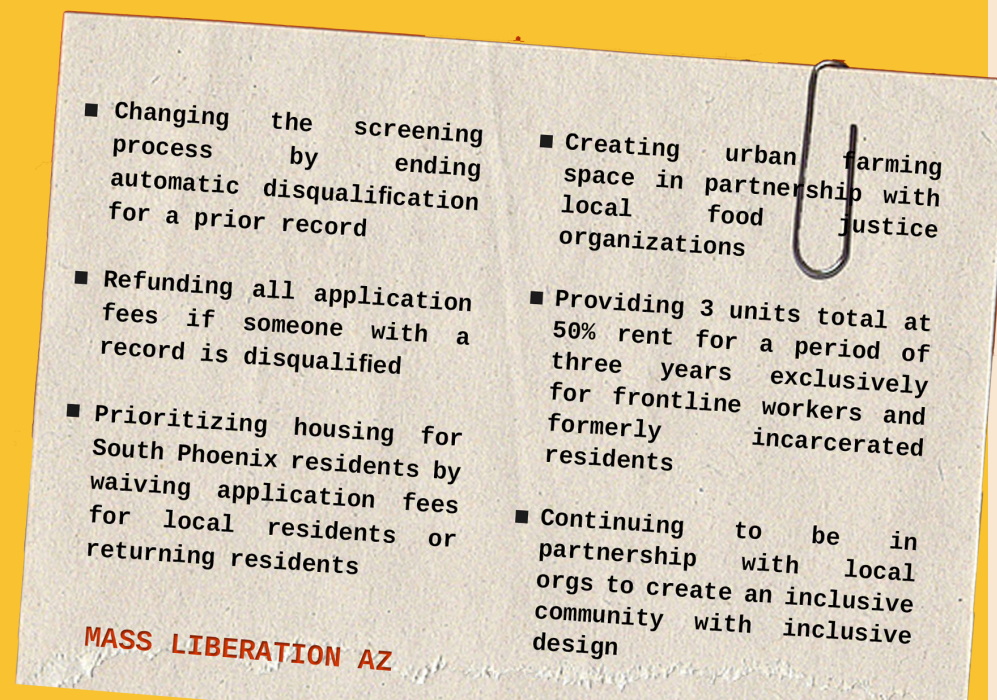 ■ Changing the screening
process by ending
automatic disqualification
for a prior record
■ Refunding all application
fees if someone with a
record is disqualified
■ Prioritizing housing for
South Phoenix residents by
waiving application fees
for local residents or
returning residents
MASS LIBERATION AZ
■ Creating urban farming
space in partnership with
local food justice
organizations
■ Providing 3 units total at
50% rent for a period of
three years exclusively
for frontline workers and
formerly incarcerated
residents
■ Continuing to be in
partnership with local
orgs to create an inclusive
community with inclusive
design